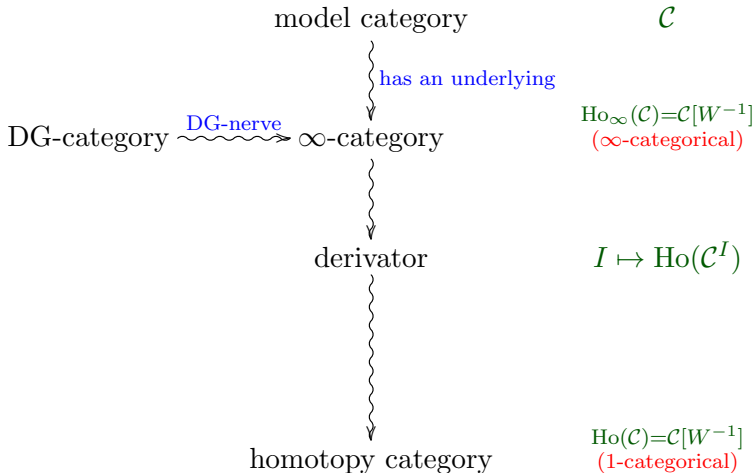 model category 𝒞
has an underlying
DG-category DG-nerve ∞-category Ho∞(𝒞)=𝒞[W⁻¹]
(∞-categorical)
derivator I ↦ Ho(𝒞ᴵ)
homotopy category Ho(𝒞)=𝒞[W⁻¹]
(1-categorical)